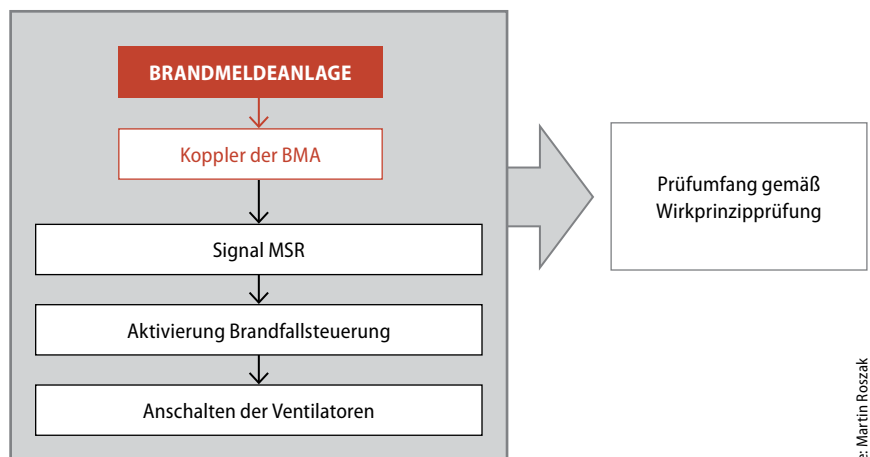 BRANDMELDEANLAGE
Koppler der BMA
Signal MSR
Aktivierung Brandfallsteuerung
Anschalten der Ventilatoren
Prüfumfang gemäß
Wirkprinzipprüfung
Martin Roszak